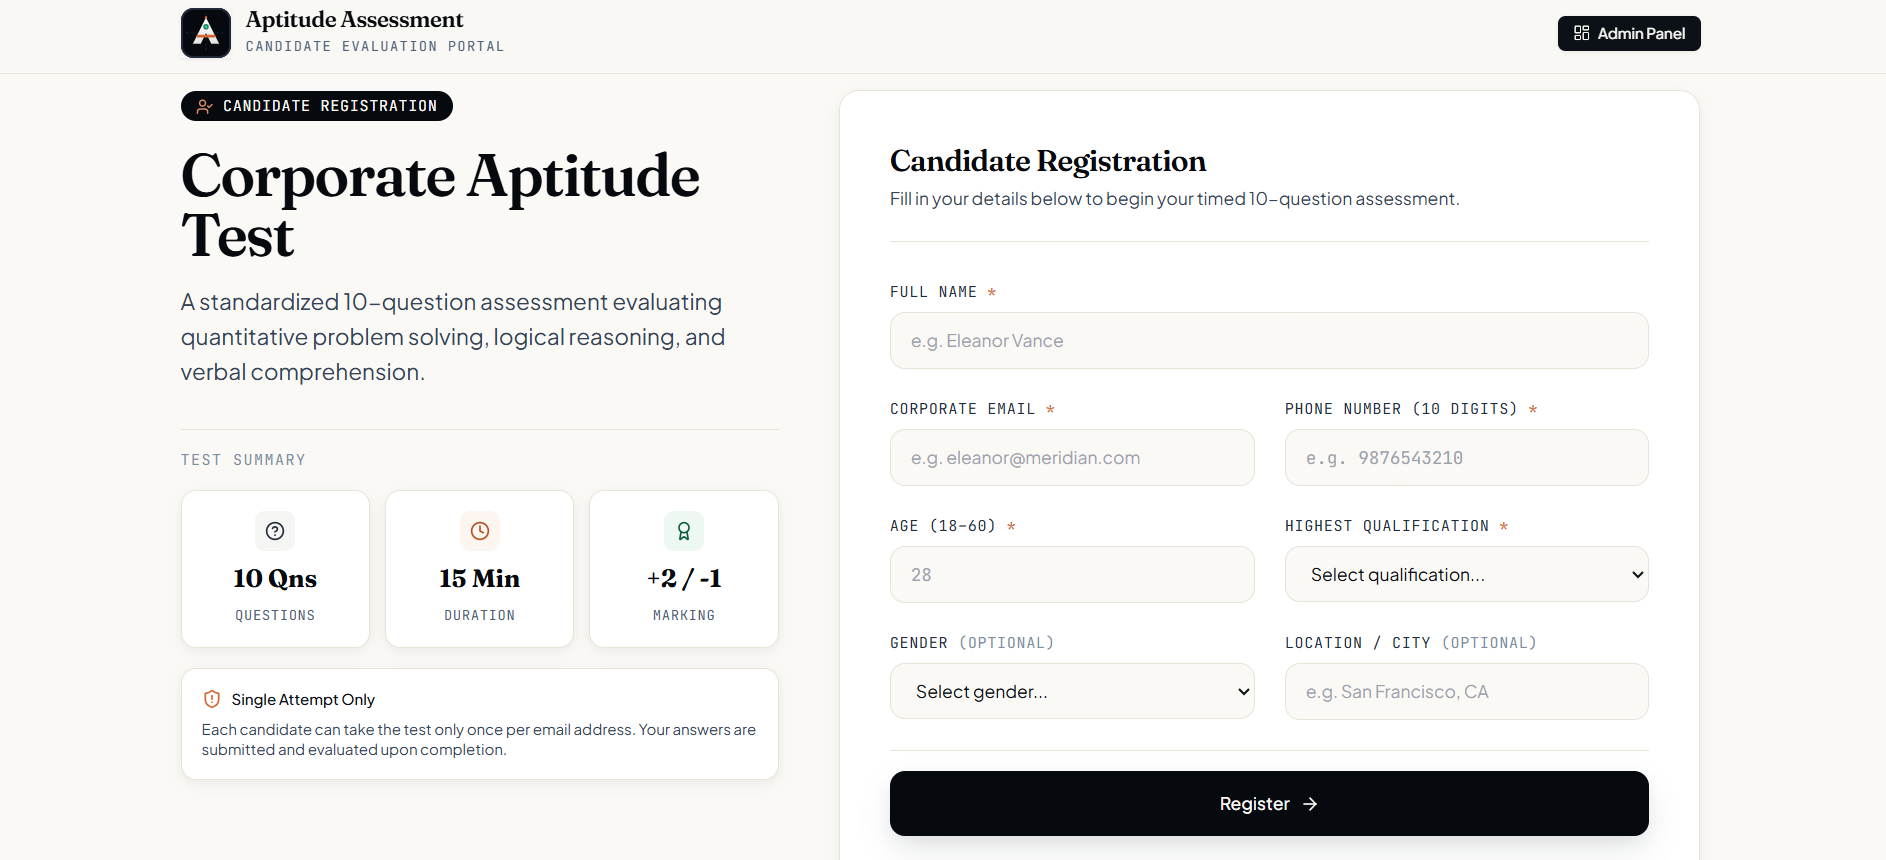 Aptitude Assessment
CANDIDATE EVALUATION PORTAL
Admin Panel
CANDIDATE REGISTRATION
Corporate Aptitude
Test
A standardized 10-question assessment evaluating
quantitative problem solving, logical reasoning, and
verbal comprehension.
TEST SUMMARY
10 Qns
QUESTIONS
15 Min
DURATION
+2 / -1
MARKING
Single Attempt Only
Each candidate can take the test only once per email address. Your answers are
submitted and evaluated upon completion.
Candidate Registration
Fill in your details below to begin your timed 10-question assessment.
FULL NAME *
e.g. Eleanor Vance
CORPORATE EMAIL *
e.g. eleanor@meridian.com
PHONE NUMBER (10 DIGITS) *
e.g. 9876543210
AGE (18-60) *
28
HIGHEST QUALIFICATION *
Select qualification...
GENDER (OPTIONAL)
Select gender...
LOCATION / CITY (OPTIONAL)
e.g. San Francisco, CA
Register →